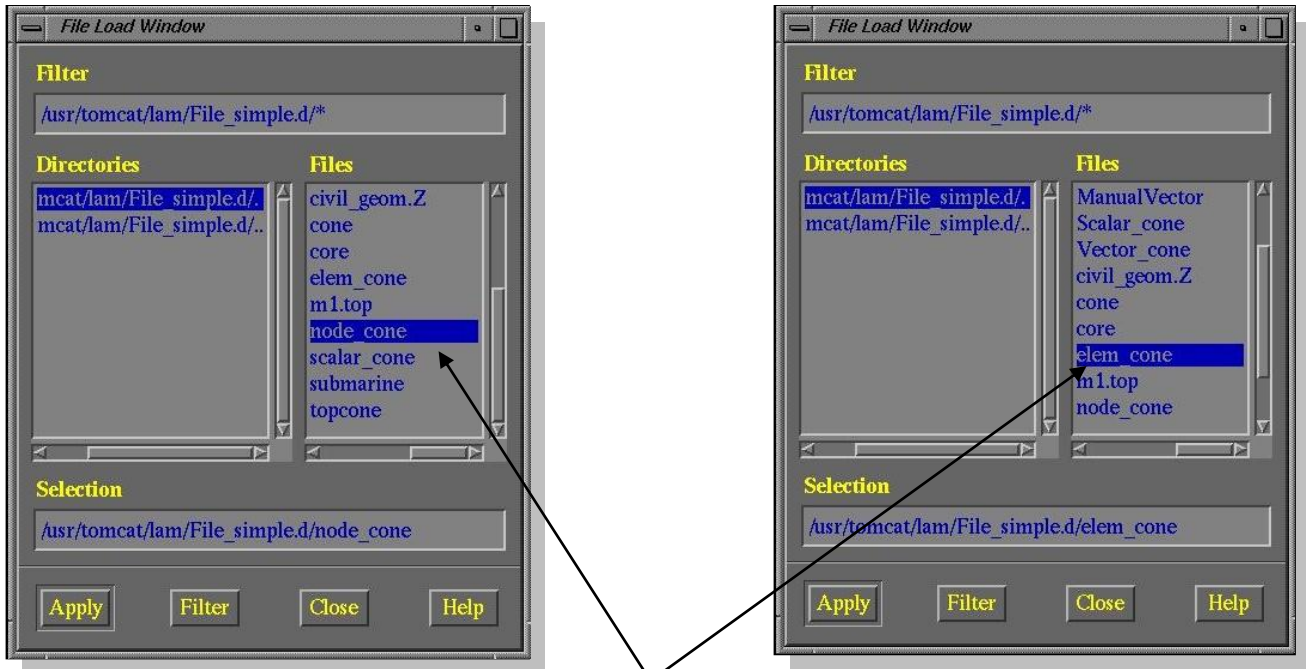 File Load Window
Filter
/usr/tomcat/lam/File_simple.d/*
Directories
Files
mcat/lam/File_simple.d/.
mcat/lam/File_simple.d/..
civil_geom.Z
cone
core
elem_cone
m1.top
node_cone
scalar_cone
submarine
topcone
Selection
/usr/tomcat/lam/File_simple.d/node_cone
Apply
Filter
Close
Help
File Load Window
Filter
/usr/tomcat/lam/File_simple.d/*
Directories
Files
mcat/lam/File_simple.d/.
mcat/lam/File_simple.d/..
ManualVector
Scalar_cone
Vector_cone
civil_geom.Z
cone
core
elem_cone
m1.top
node_cone
Selection
/usr/tomcat/lam/File_simple.d/elem_cone
Apply
Filter
Close
Help